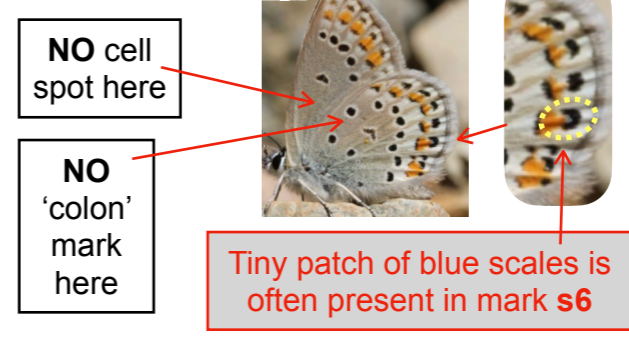 NO cell
spot here
NO
‘colon’
mark
here
Tiny patch of blue scales is
often present in mark s6